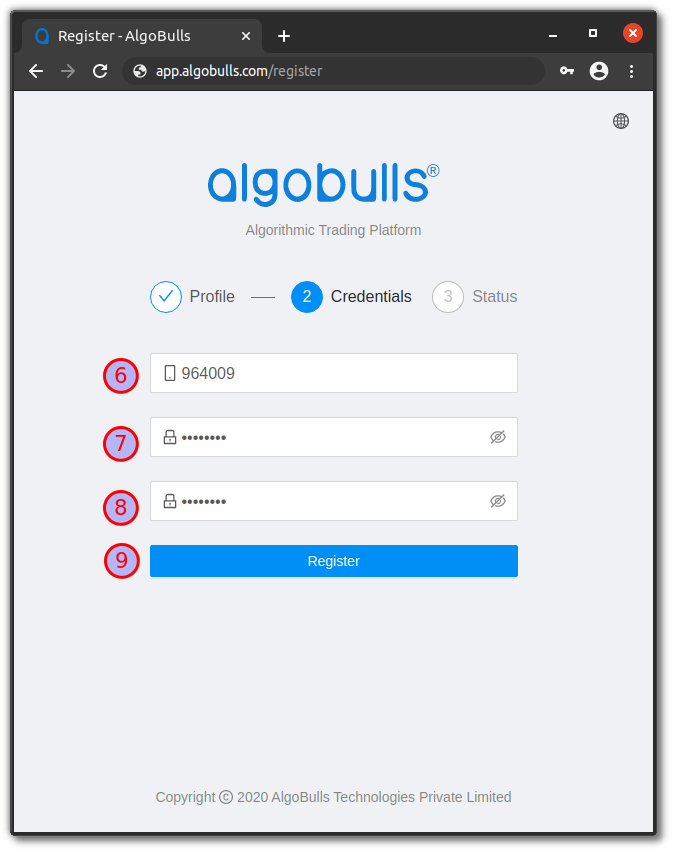 Register - AlgoBulls
app.algobulls.com/register
algobulls®
Algorithmic Trading Platform
Profile 2 Credentials 3 Status
6 964009
7 ••••••••
8 ••••••••
9 Register
Copyright © 2020 AlgoBulls Technologies Private Limited